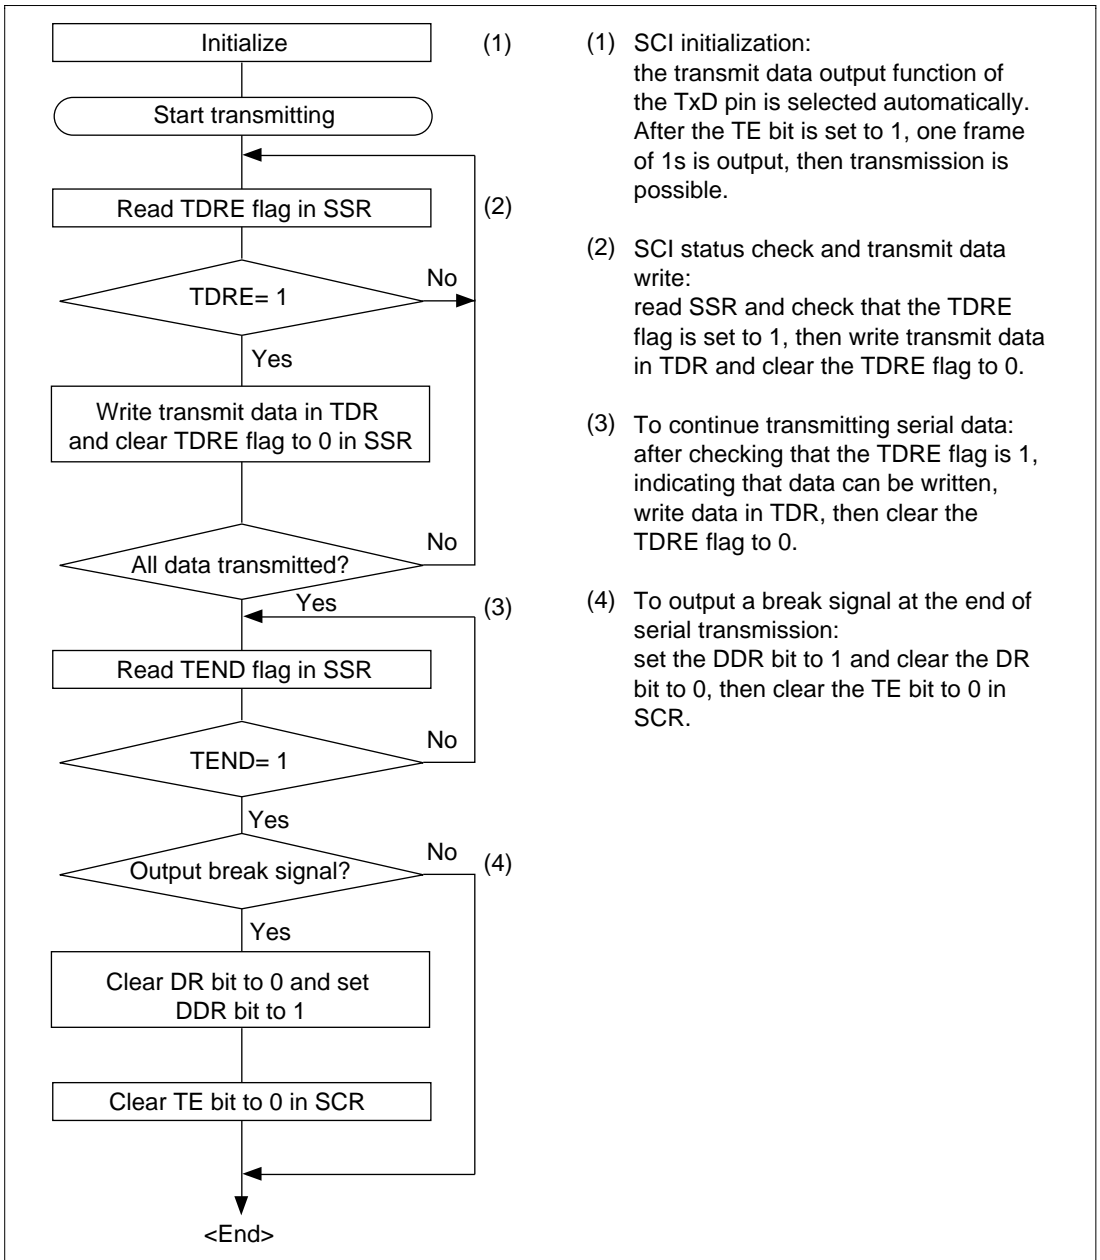 Initialize
(1)
Start transmitting
Read TDRE flag in SSR
(2)
TDRE= 1
No
Yes
Write transmit data in TDR
and clear TDRE flag to 0 in SSR
All data transmitted?
No
Yes
(3)
Read TEND flag in SSR
TEND= 1
No
Yes
Output break signal?
No
(4)
Yes
Clear DR bit to 0 and set
DDR bit to 1
Clear TE bit to 0 in SCR
<End>
(1) SCI initialization:
the transmit data output function of
the TxD pin is selected automatically.
After the TE bit is set to 1, one frame
of 1s is output, then transmission is
possible.
(2) SCI status check and transmit data
write:
read SSR and check that the TDRE
flag is set to 1, then write transmit data
in TDR and clear the TDRE flag to 0.
(3) To continue transmitting serial data:
after checking that the TDRE flag is 1,
indicating that data can be written,
write data in TDR, then clear the
TDRE flag to 0.
(4) To output a break signal at the end of
serial transmission:
set the DDR bit to 1 and clear the DR
bit to 0, then clear the TE bit to 0 in
SCR.